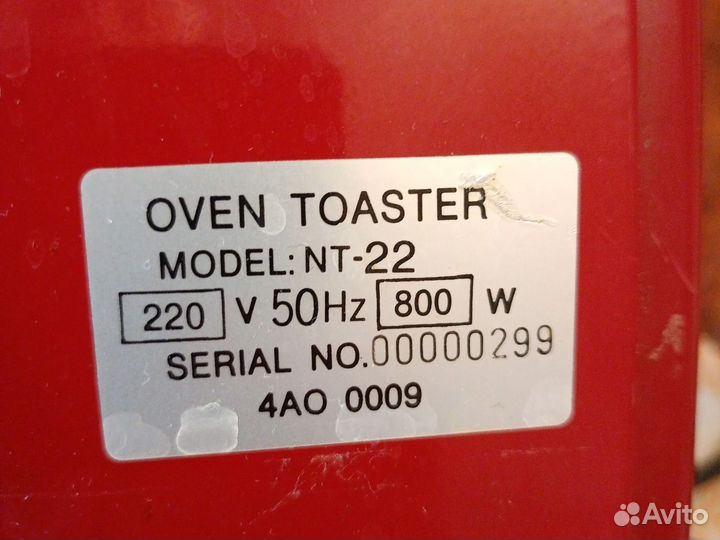 OVEN TOASTER
MODEL: NT-22
220 V 50Hz 800 W
SERIAL NO.00000299
4AO 0009
Avito